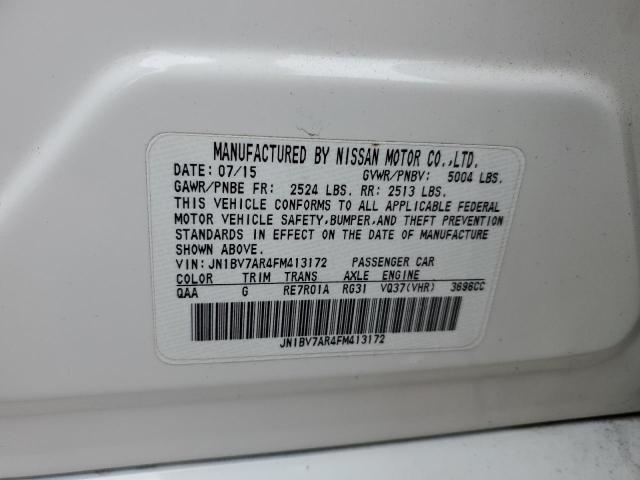 MANUFACTURED BY NISSAN MOTOR CO.,LTD.
DATE: 07/15 GVWR/PNBV: 5004 LBS.
GAWR/PNBE FR: 2524 LBS. RR: 2513 LBS.
THIS VEHICLE CONFORMS TO ALL APPLICABLE FEDERAL
MOTOR VEHICLE SAFETY,BUMPER,AND THEFT PREVENTION
STANDARDS IN EFFECT ON THE DATE OF MANUFACTURE
SHOWN ABOVE.
VIN: JN1BV7AR4FM413172 PASSENGER CAR
COLOR TRIM TRANS AXLE ENGINE
QAA G RE7R01A RG31 VQ37(VHR) 3696CC
JN1BV7AR4FM413172